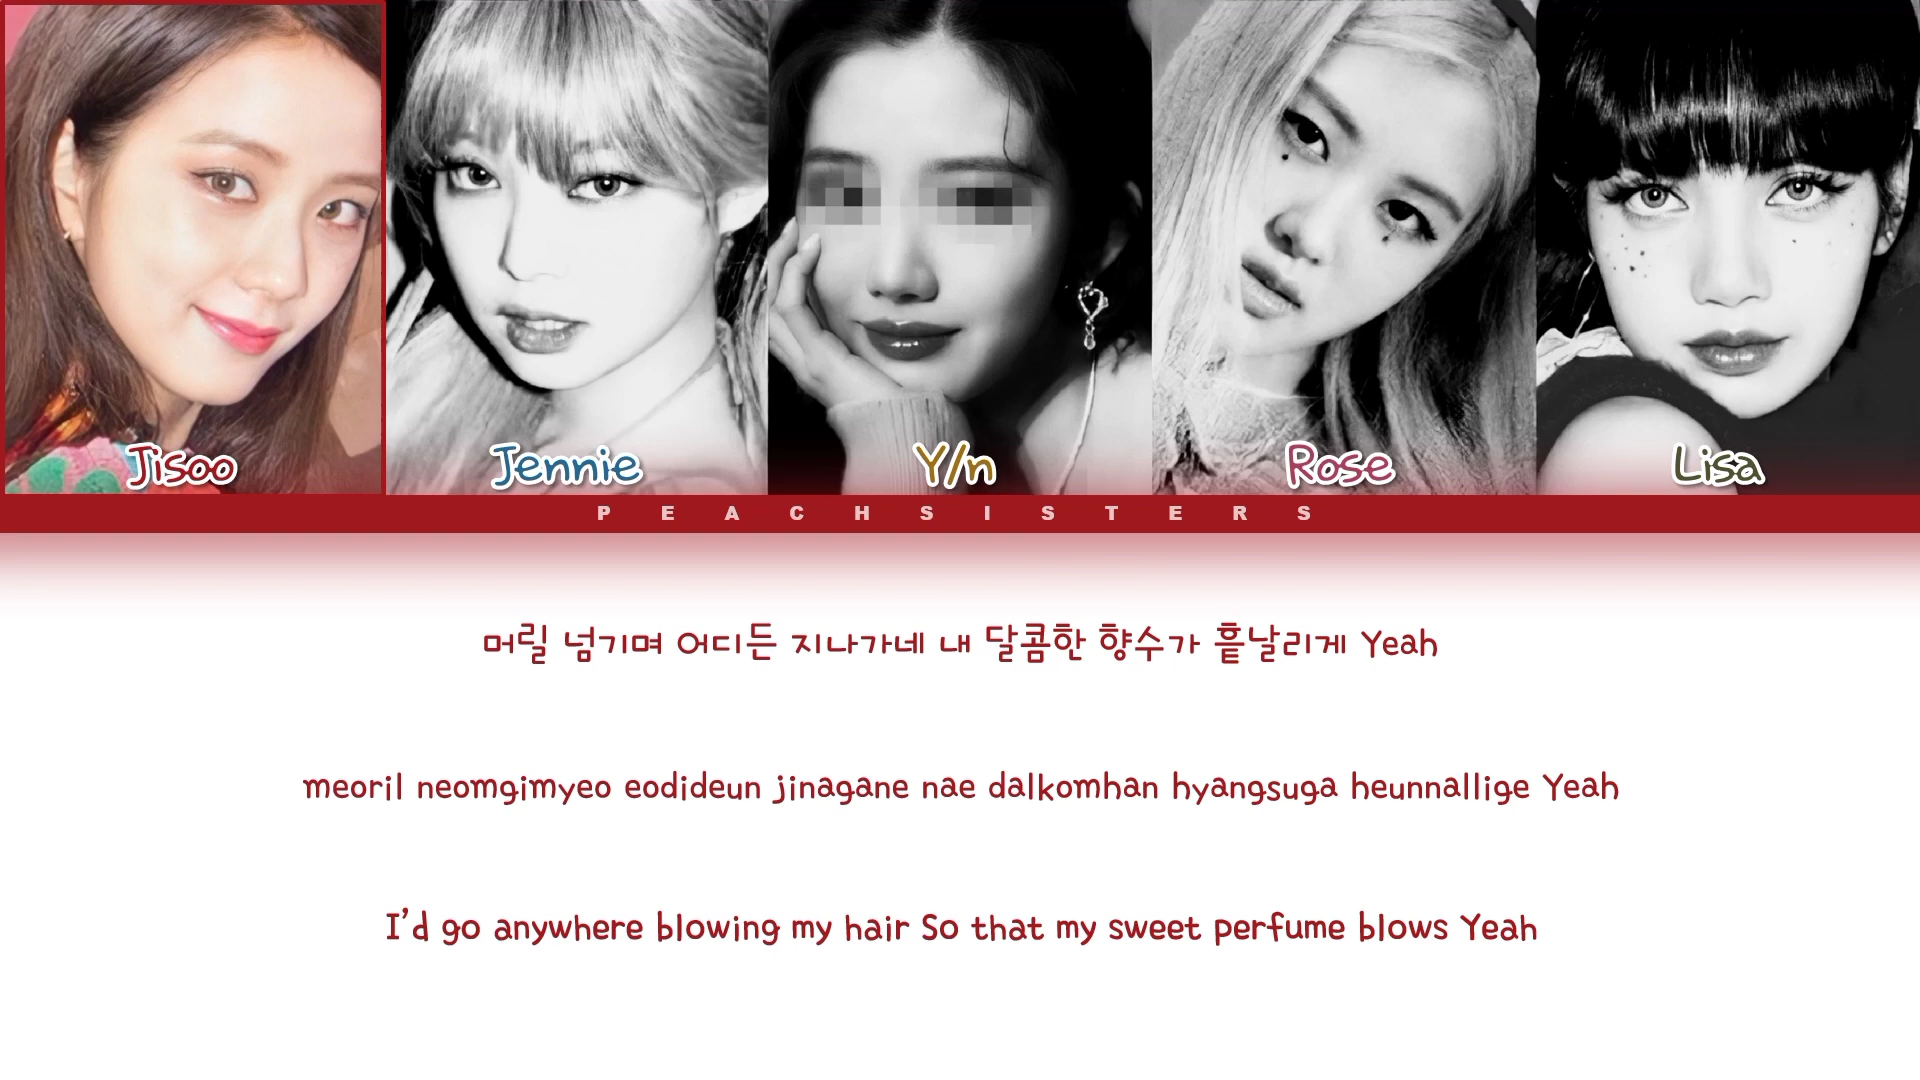 Jisoo Jennie Y/n Rose Lisa
PEACHSISTERS
머릴 넘기며 어디든 지나가네 내 달콤한 향수가 흩날리게 Yeah
meoril neomgimyeo eodideun jinagane nae dalkomhan hyangsuga heunnallige Yeah
I'd go anywhere blowing my hair So that my sweet perfume blows Yeah